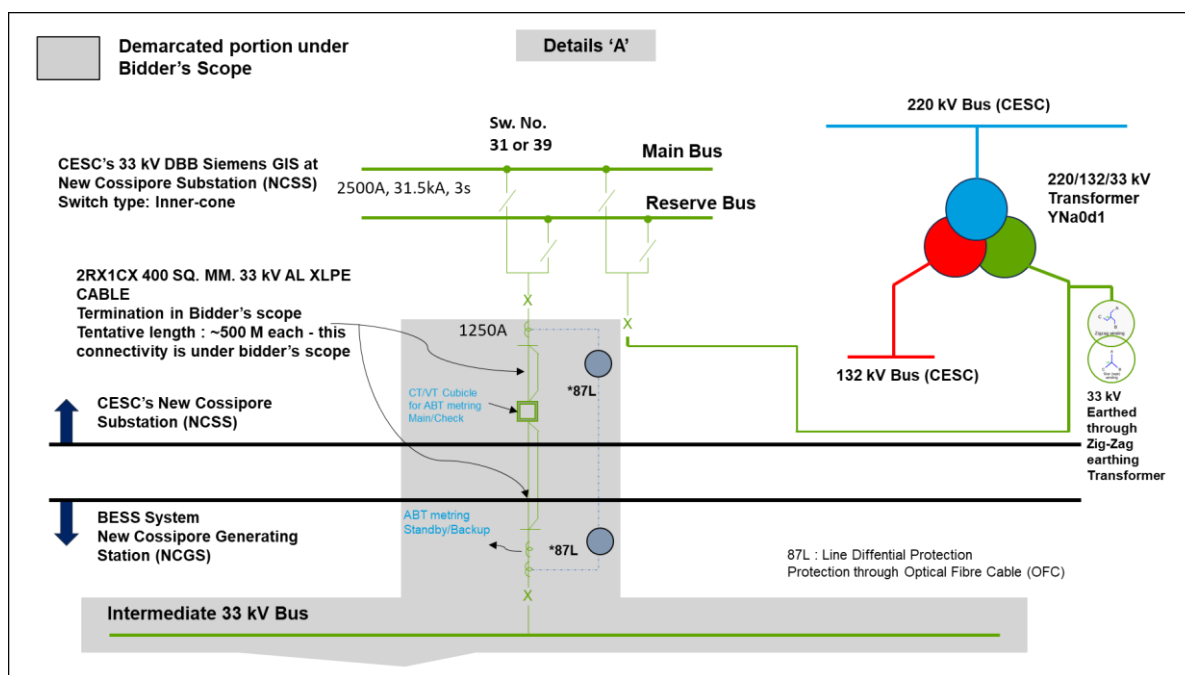 Demarcated portion under
Bidder's Scope
Details 'A'
220 kV Bus (CESC)
Sw. No.
31 or 39
Main Bus
CESC's 33 kV DBB Siemens GIS at
New Cossipore Substation (NCSS)
Switch type: Inner-cone
2500A, 31.5kA, 3s
Reserve Bus
220/132/33 kV
Transformer
YNa0d1
2RX1CX 400 SQ. MM. 33 kV AL XLPE
CABLE
Termination in Bidder's scope
Tentative length : ~500 M each - this
connectivity is under bidder's scope
X
X
1250A
*87L
CT/VT Cubicle
for ABT metring
Main/Check
132 kV Bus (CESC)
33 kV
Earthed
through
Zig-Zag
earthing
Transformer
CESC's New Cossipore
Substation (NCSS)
BESS System
New Cossipore Generating
Station (NCGS)
ABT metring
Standby/Backup
*87L
X
87L : Line Diffential Protection
Protection through Optical Fibre Cable (OFC)
Intermediate 33 kV Bus